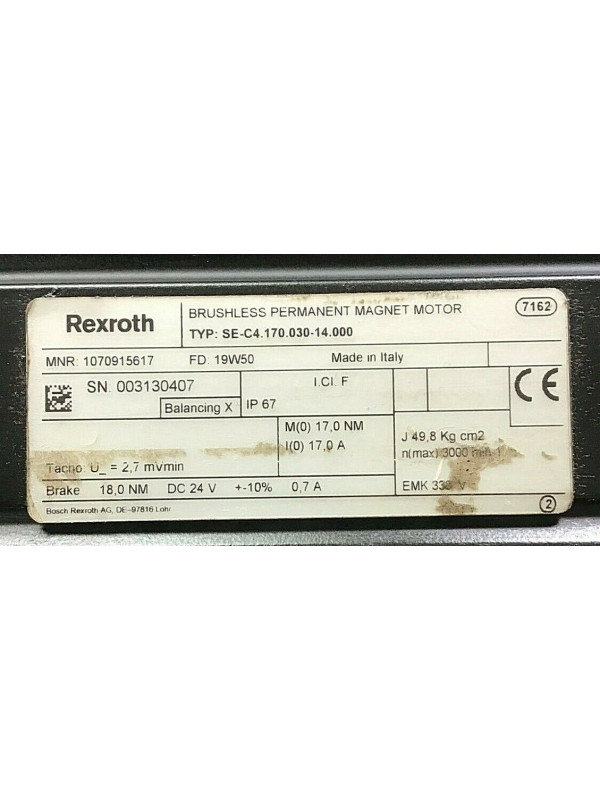 Rexroth
BRUSHLESS PERMANENT MAGNET MOTOR
7162
TYP: SE-C4.170.030-14.000
MNR: 1070915617 FD: 19W50 Made in Italy
SN: 003130407
I.Cl. F
CE
Balancing X
IP 67
M(0) 17,0 NM
I(0) 17,0 A
J 49,8 Kg cm2
n(max) 3000
Tacho: U_ = 2,7 mVmin
Brake 18,0 NM DC 24 V +-10% 0,7 A
EMK V
Bosch Rexroth AG, DE-97816 Lohr
2